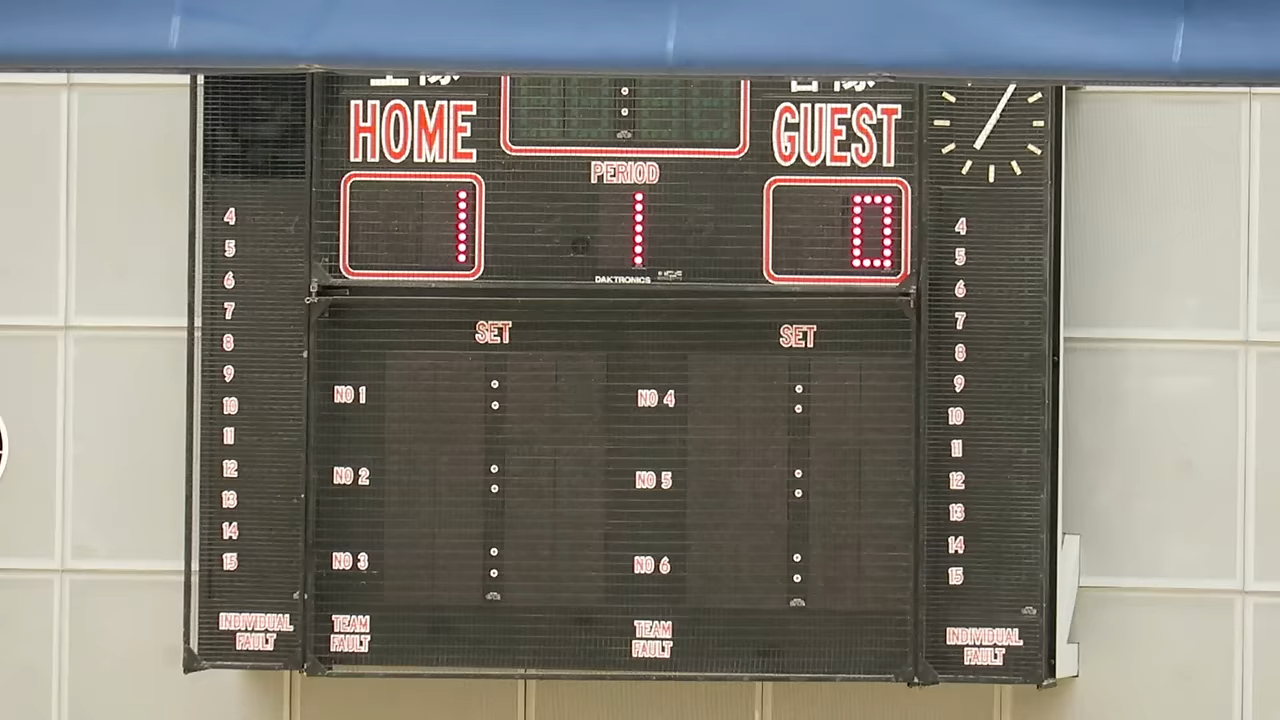 HOME
GUEST
PERIOD
1
1
0
DAKTRONICS
SET
SET
NO 1
NO 4
NO 2
NO 5
NO 3
NO 6
TEAM FAULT
TEAM FAULT
4
5
6
7
8
9
10
11
12
13
14
15
INDIVIDUAL
FAULT
4
5
6
7
8
9
10
11
12
13
14
15
INDIVIDUAL
FAULT